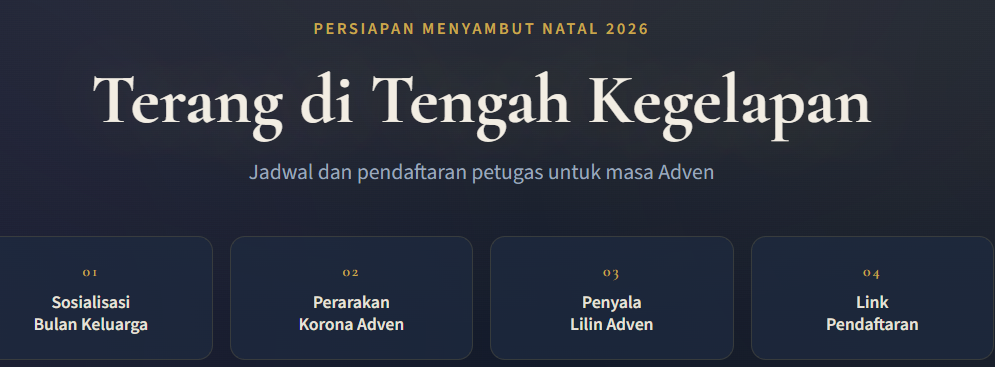 PERSIAPAN MENYAMBUT NATAL 2026
Terang di Tengah Kegelapan
Jadwal dan pendaftaran petugas untuk masa Adven
01
Sosialisasi
Bulan Keluarga
02
Perarakan
Korona Adven
03
Penyala
Lilin Adven
04
Link
Pendaftaran